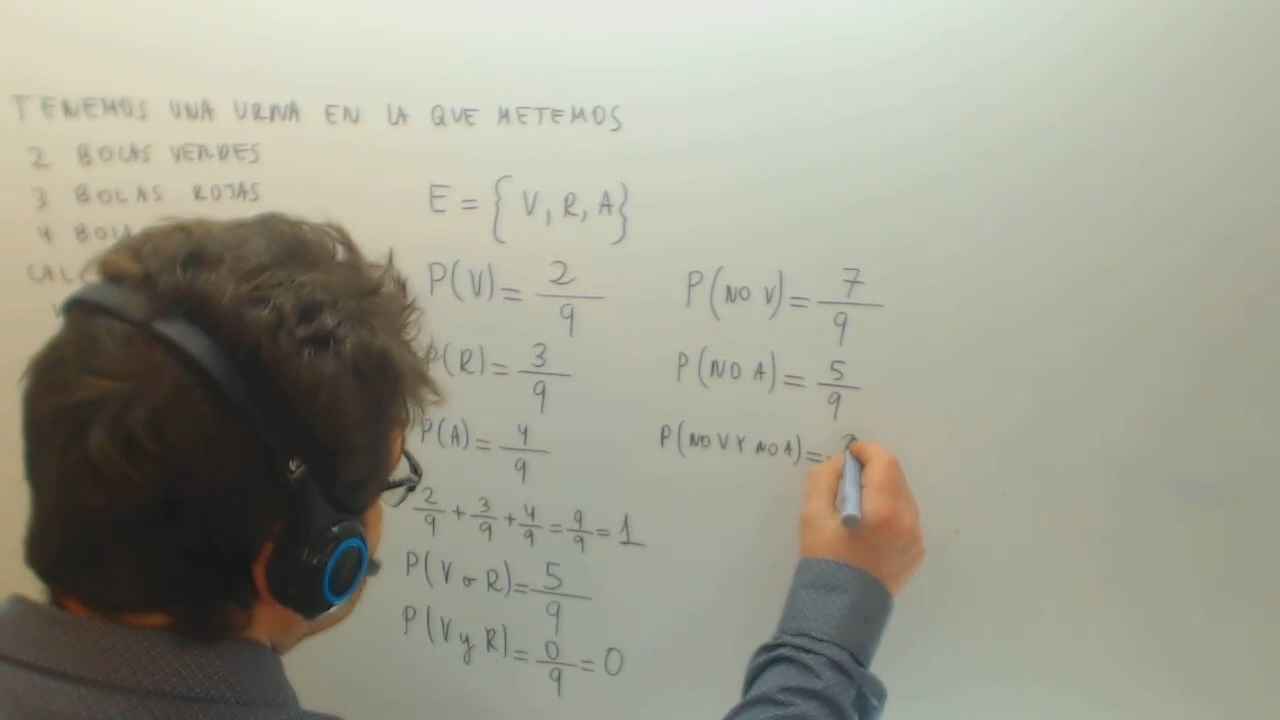 TENEMOS UNA URNA EN LA QUE METEMOS
2 BOLAS VERDES
3 BOLAS ROJAS
4
E = { V, R, A}
P(V) = 2/9
P(R) = 3/9
P(A) = 4/9
2/9 + 3/9 + 4/9 = 9/9 = 1
P(V o R) = 5/9
P(V y R) = 0/9 = 0
P(NO V) = 7/9
P(NO A) = 5/9
P(NO V Y NO A) =